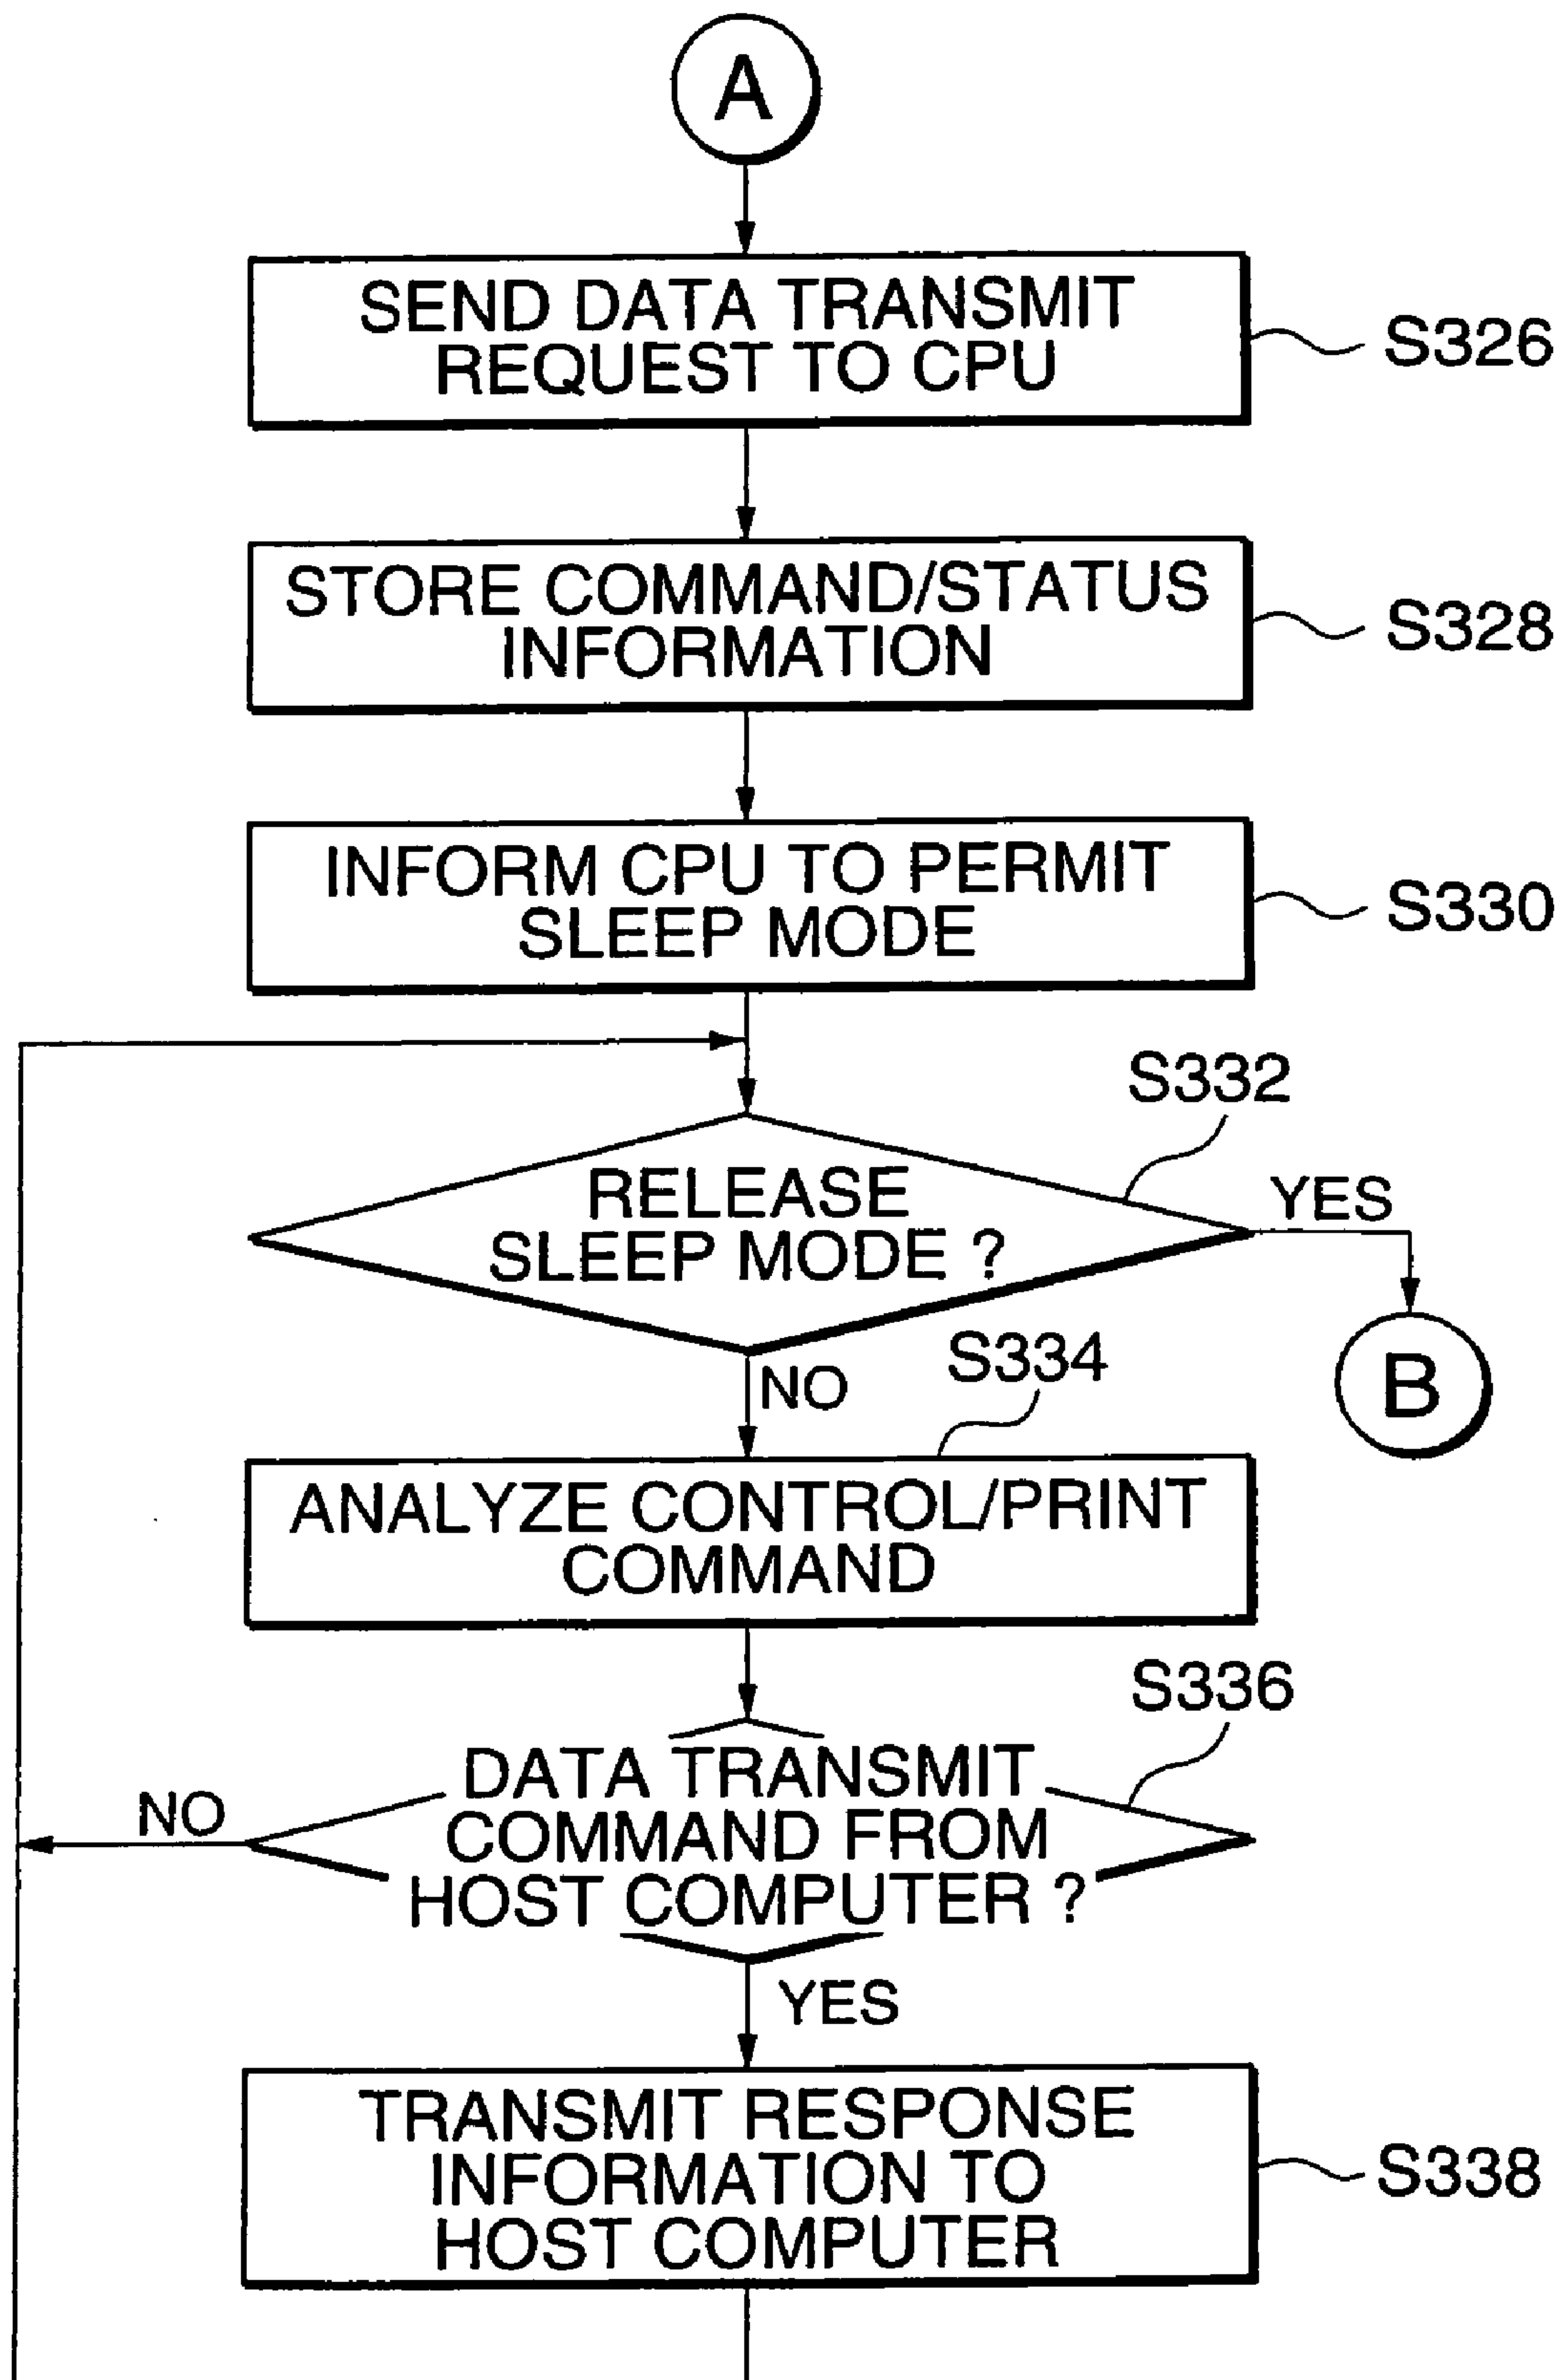 A
SEND DATA TRANSMIT
REQUEST TO CPU
S326
STORE COMMAND/STATUS
INFORMATION
S328
INFORM CPU TO PERMIT
SLEEP MODE
S330
S332
RELEASE
SLEEP MODE ?
YES
B
NO
S334
ANALYZE CONTROL/PRINT
COMMAND
S336
DATA TRANSMIT
COMMAND FROM
HOST COMPUTER ?
NO
YES
TRANSMIT RESPONSE
INFORMATION TO
HOST COMPUTER
S338